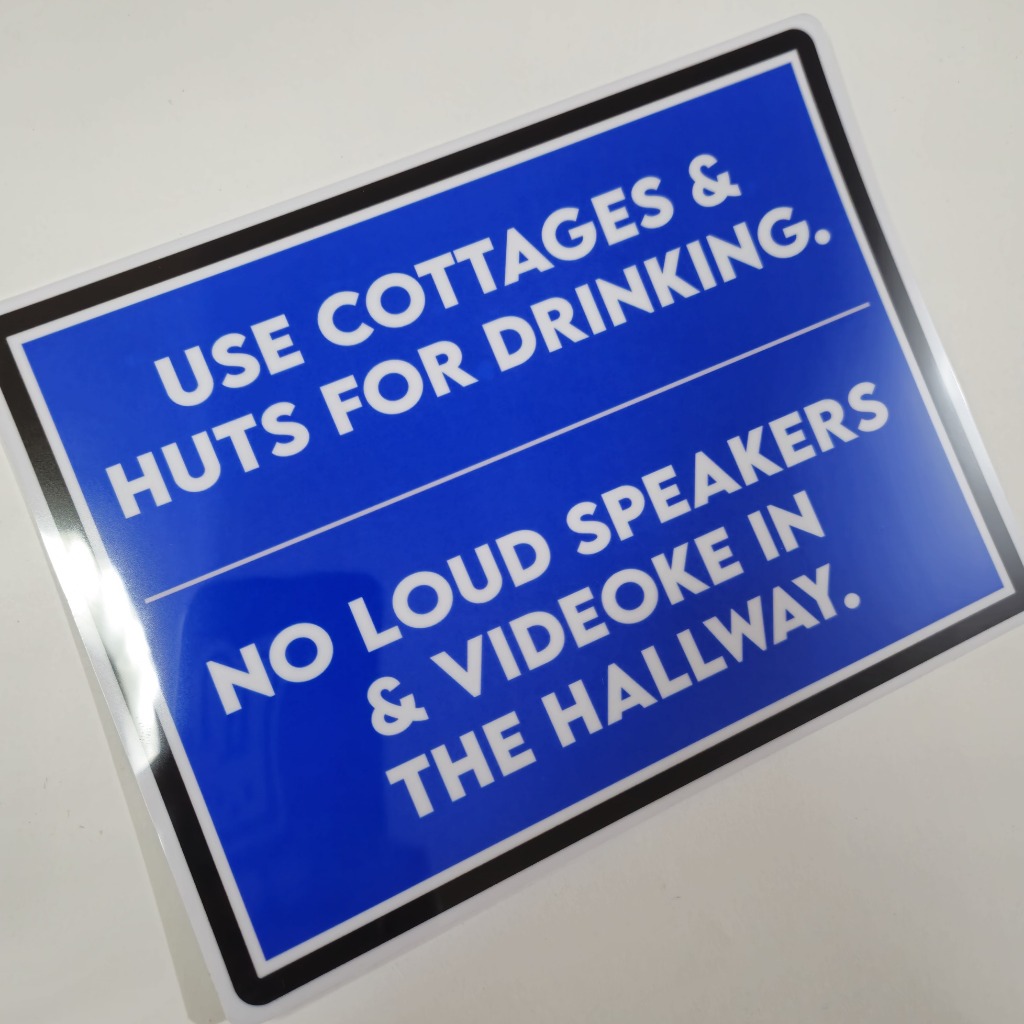 USE COTTAGES &
HUTS FOR DRINKING.
NO LOUD SPEAKERS
& VIDEOKE IN
THE HALLWAY.